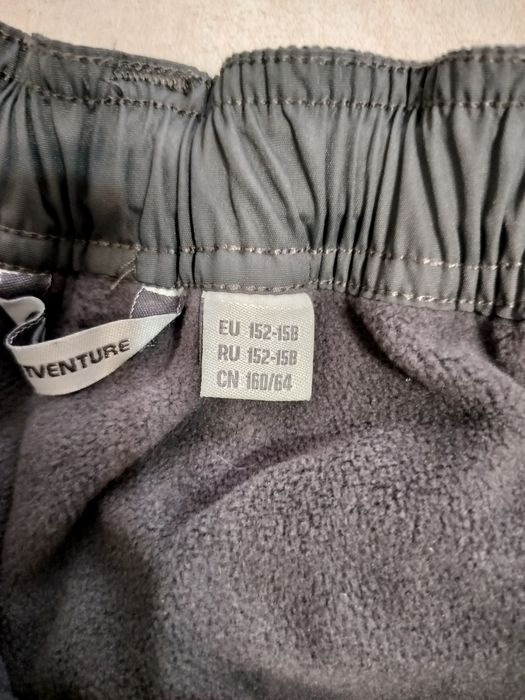 TVENTURE
EU 152-158
RU 152-158
CN 160/64